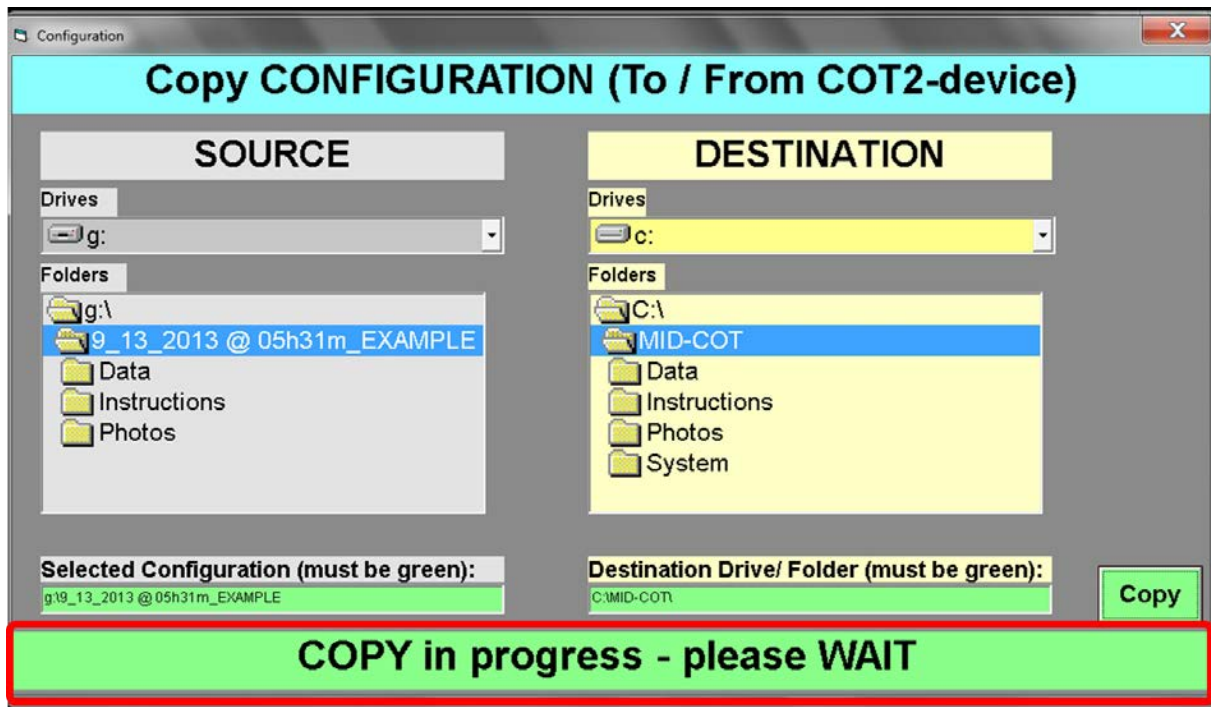 Configuration
X
Copy CONFIGURATION (To / From COT2-device)
SOURCE
Drives
g:
Folders
g:\
9_13_2013 @ 05h31m_EXAMPLE
Data
Instructions
Photos
Selected Configuration (must be green):
g:\9_13_2013 @ 05h31m_EXAMPLE
DESTINATION
Drives
c:
Folders
C:\
MID-COT
Data
Instructions
Photos
System
Destination Drive/ Folder (must be green):
C:\MID-COT\
Copy
COPY in progress - please WAIT